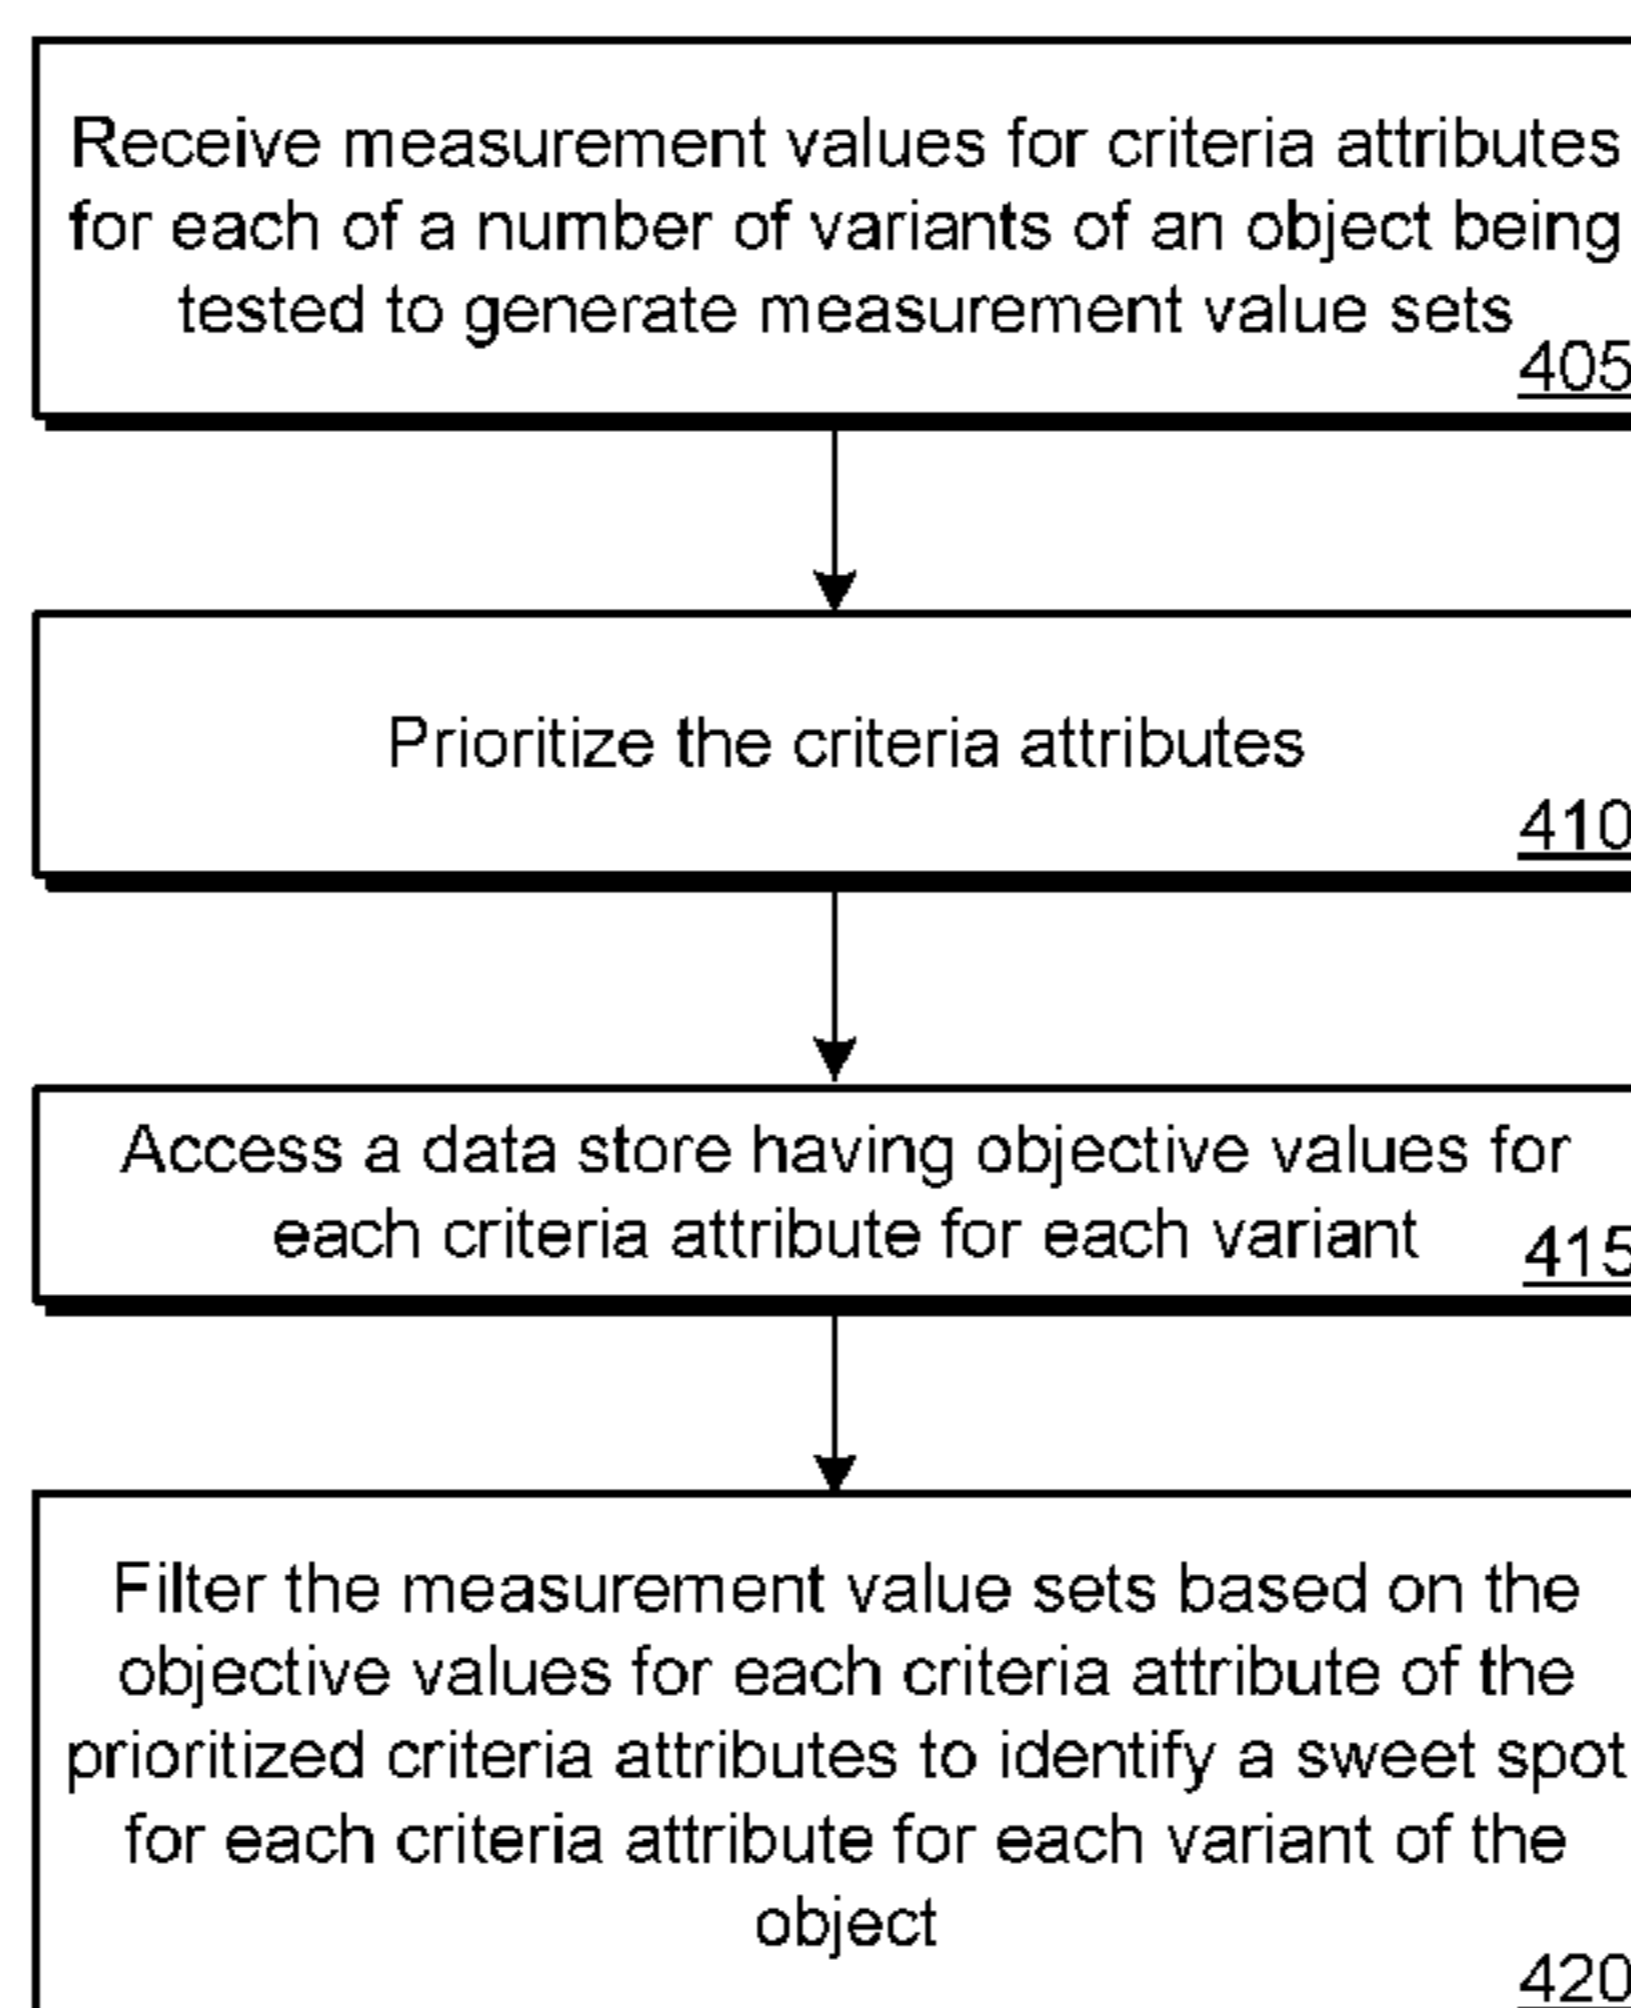 Receive measurement values for criteria attributes
for each of a number of variants of an object being
tested to generate measurement value sets
405
Prioritize the criteria attributes
410
Access a data store having objective values for
each criteria attribute for each variant
415
Filter the measurement value sets based on the
objective values for each criteria attribute of the
prioritized criteria attributes to identify a sweet spot
for each criteria attribute for each variant of the
object
420